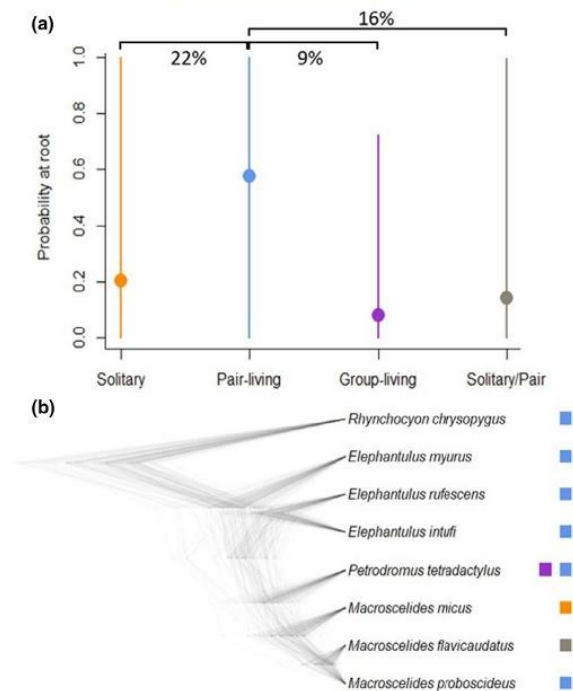 (a)
16%
22% 9%
Probability at root
1.0
0.8
0.6
0.4
0.2
0.0
Solitary Pair-living Group-living Solitary/Pair
(b)
Rhynchocyon chrysopygus
Elephantulus myurus
Elephantulus rufescens
Elephantulus intufi
Petrodromus tetradactylus
Macroscelides micus
Macroscelides flavicaudatus
Macroscelides proboscideus